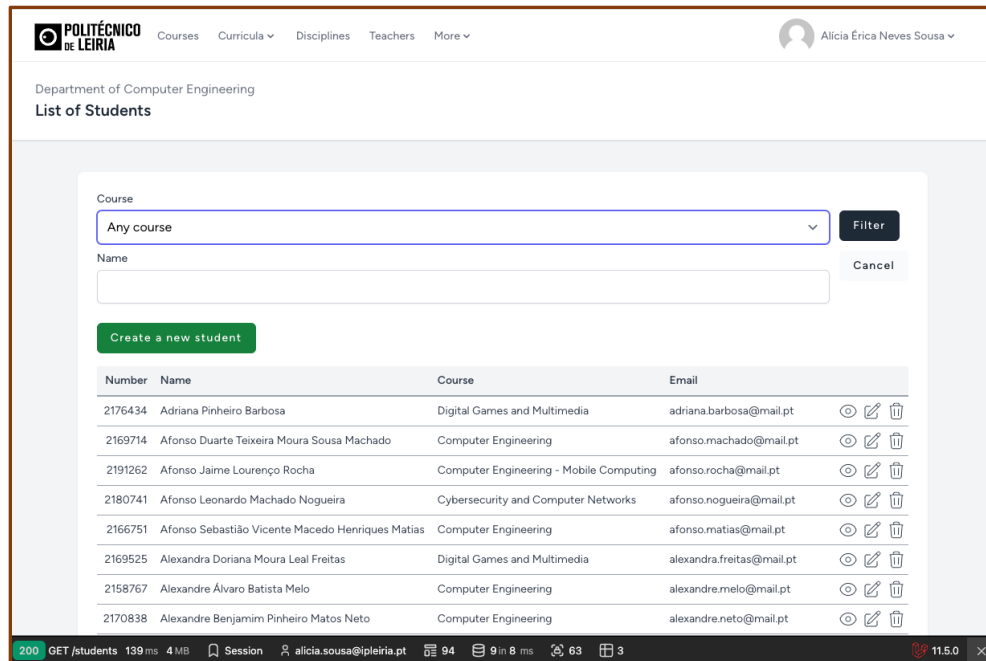 POLITÉCNICO
DE LEIRIA
Courses Curricula Disciplines Teachers More Alícia Érica Neves Sousa
Department of Computer Engineering
List of Students
Course
Any course
Filter
Name
Cancel
Create a new student
Number Name Course Email
2176434 Adriana Pinheiro Barbosa Digital Games and Multimedia adriana.barbosa@mail.pt
2169714 Afonso Duarte Teixeira Moura Sousa Machado Computer Engineering afonso.machado@mail.pt
2191262 Afonso Jaime Lourenço Rocha Computer Engineering - Mobile Computing afonso.rocha@mail.pt
2180741 Afonso Leonardo Machado Nogueira Cybersecurity and Computer Networks afonso.nogueira@mail.pt
2166751 Afonso Sebastião Vicente Macedo Henriques Matias Computer Engineering afonso.matias@mail.pt
2169525 Alexandra Doriana Moura Leal Freitas Digital Games and Multimedia alexandra.freitas@mail.pt
2158767 Alexandre Álvaro Batista Melo Computer Engineering alexandre.melo@mail.pt
2170838 Alexandre Benjamim Pinheiro Matos Neto Computer Engineering alexandre.neto@mail.pt
200 GET /students 139 ms 4 MB Session alicia.sousa@ipleiria.pt 94 9 in 8 ms 63 3 11.5.0